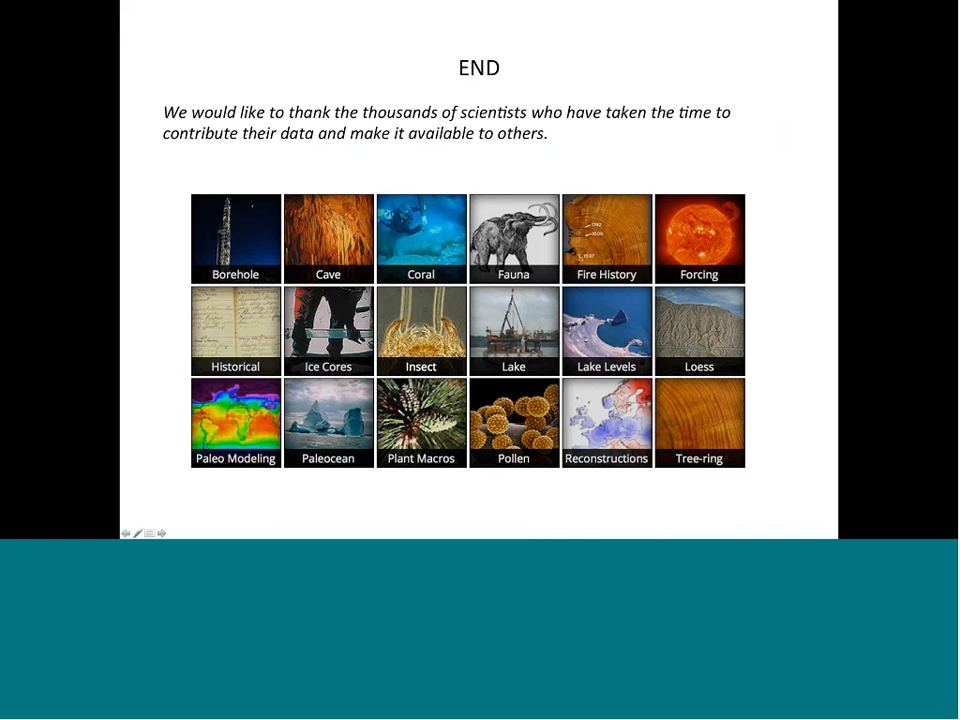 END
We would like to thank the thousands of scientists who have taken the time to
contribute their data and make it available to others.
Borehole
Cave
Coral
Fauna
Fire History
Forcing
Historical
Ice Cores
Insect
Lake
Lake Levels
Loess
Paleo Modeling
Paleocean
Plant Macros
Pollen
Reconstructions
Tree-ring